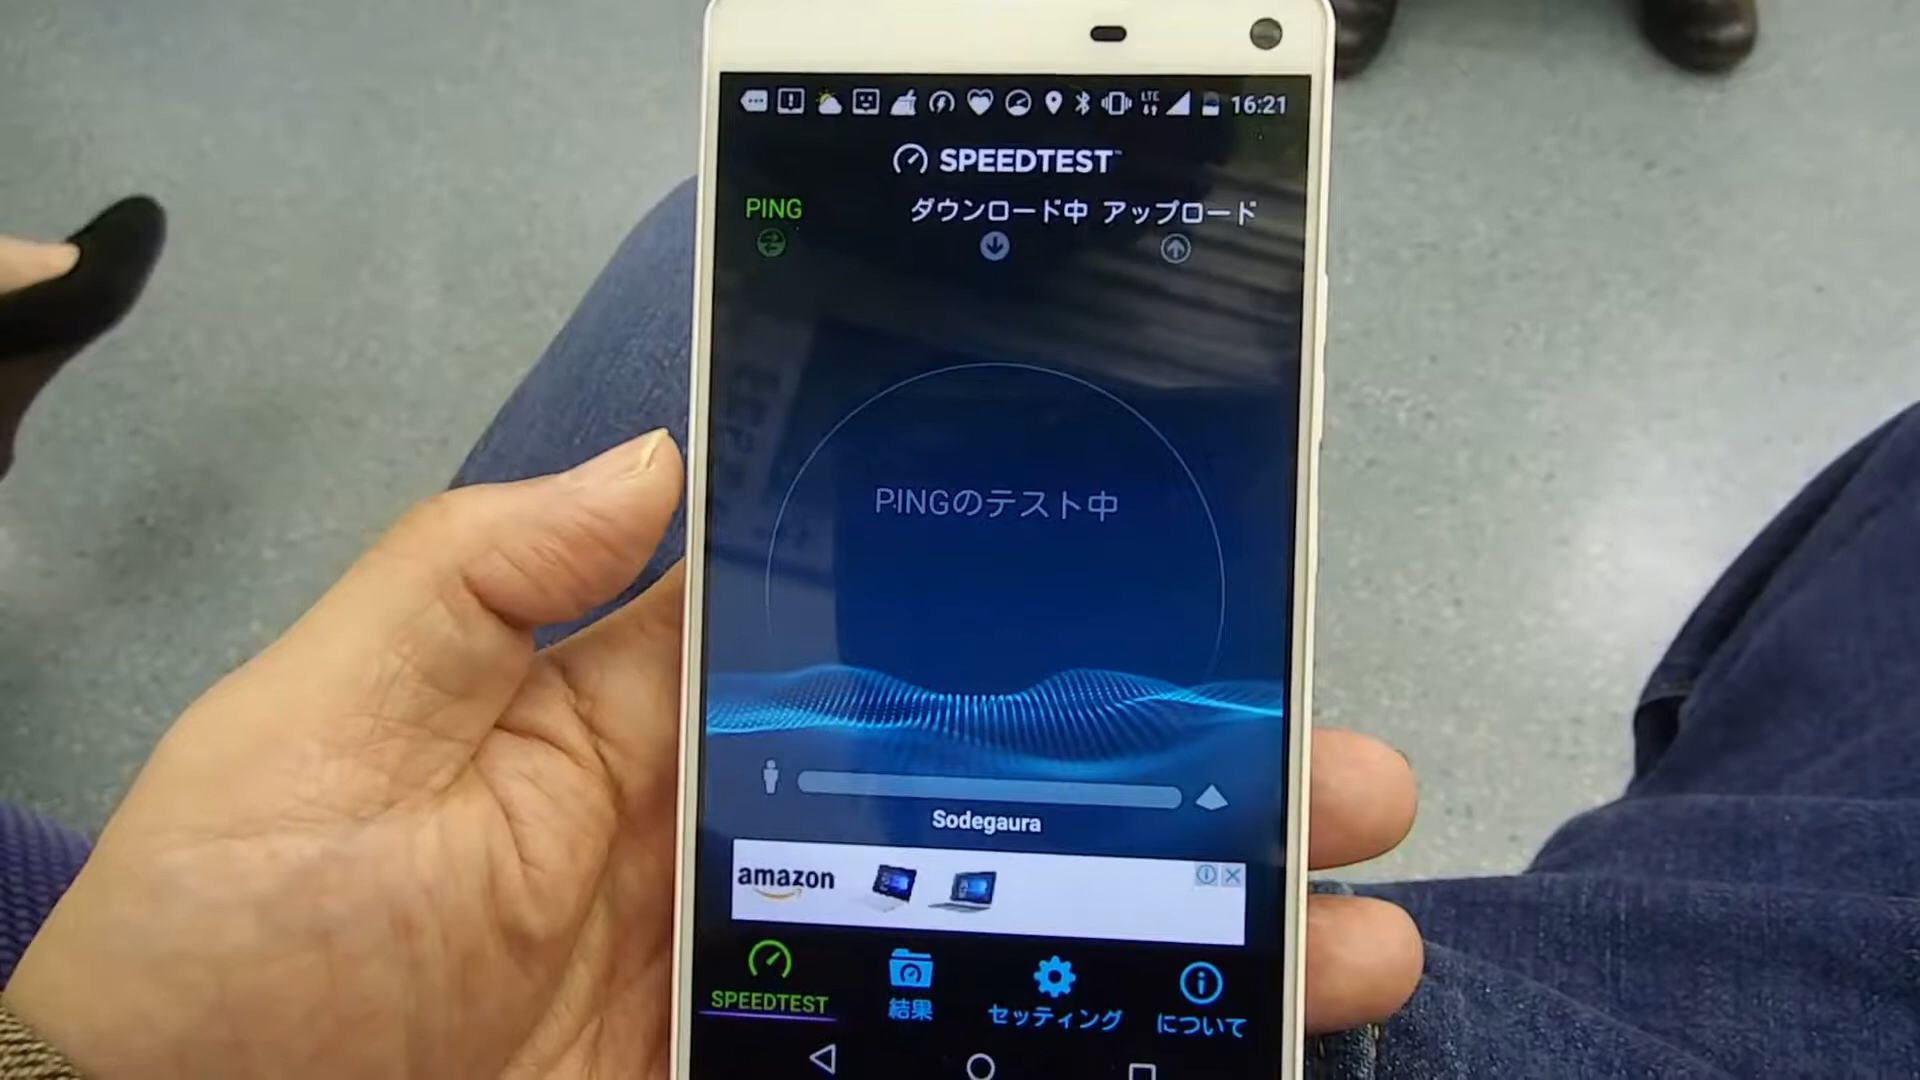 LTE 16:21
SPEEDTEST™
PING ダウンロード中 アップロード
PINGのテスト中
Sodegaura
amazon
SPEEDTEST 結果 セッティング について